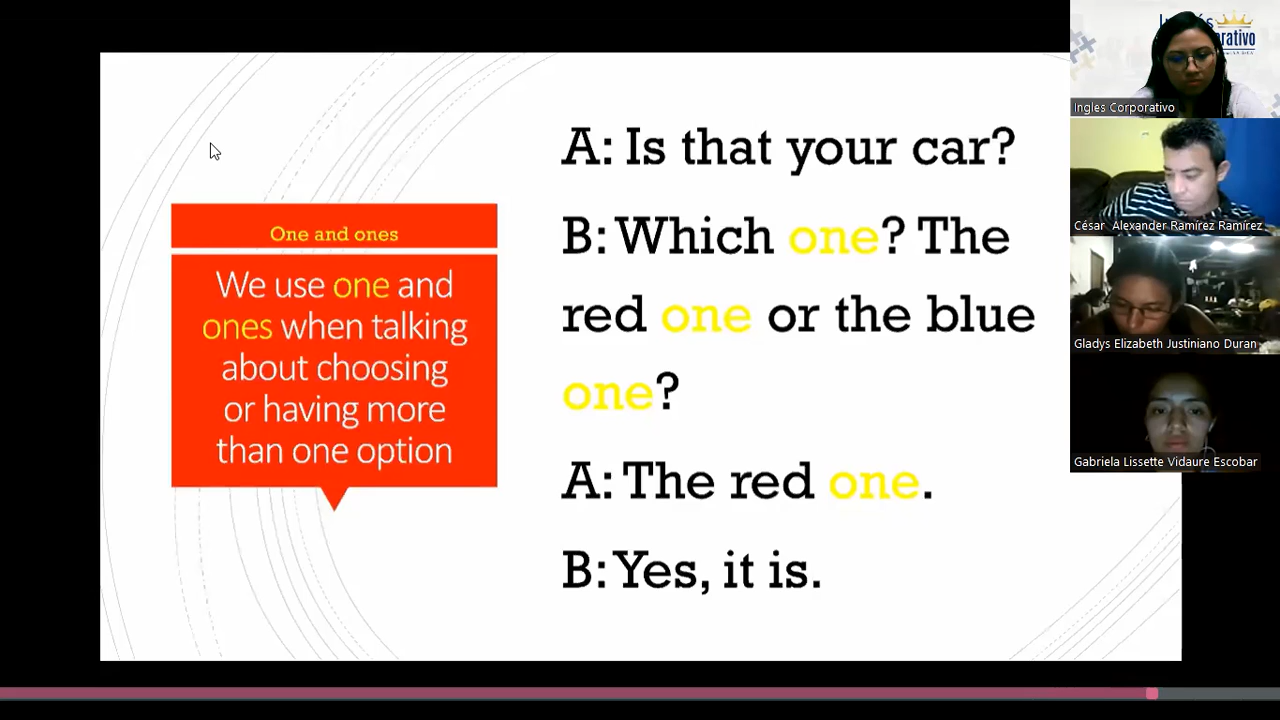 One and ones
We use one and
ones when talking
about choosing
or having more
than one option
A: Is that your car?
B: Which one? The
red one or the blue
one?
A: The red one.
B: Yes, it is.
Ingles Corporativo
César Alexander Ramírez Ramírez
Gladys Elizabeth Justiniano Duran
Gabriela Lissette Vidaure Escobar